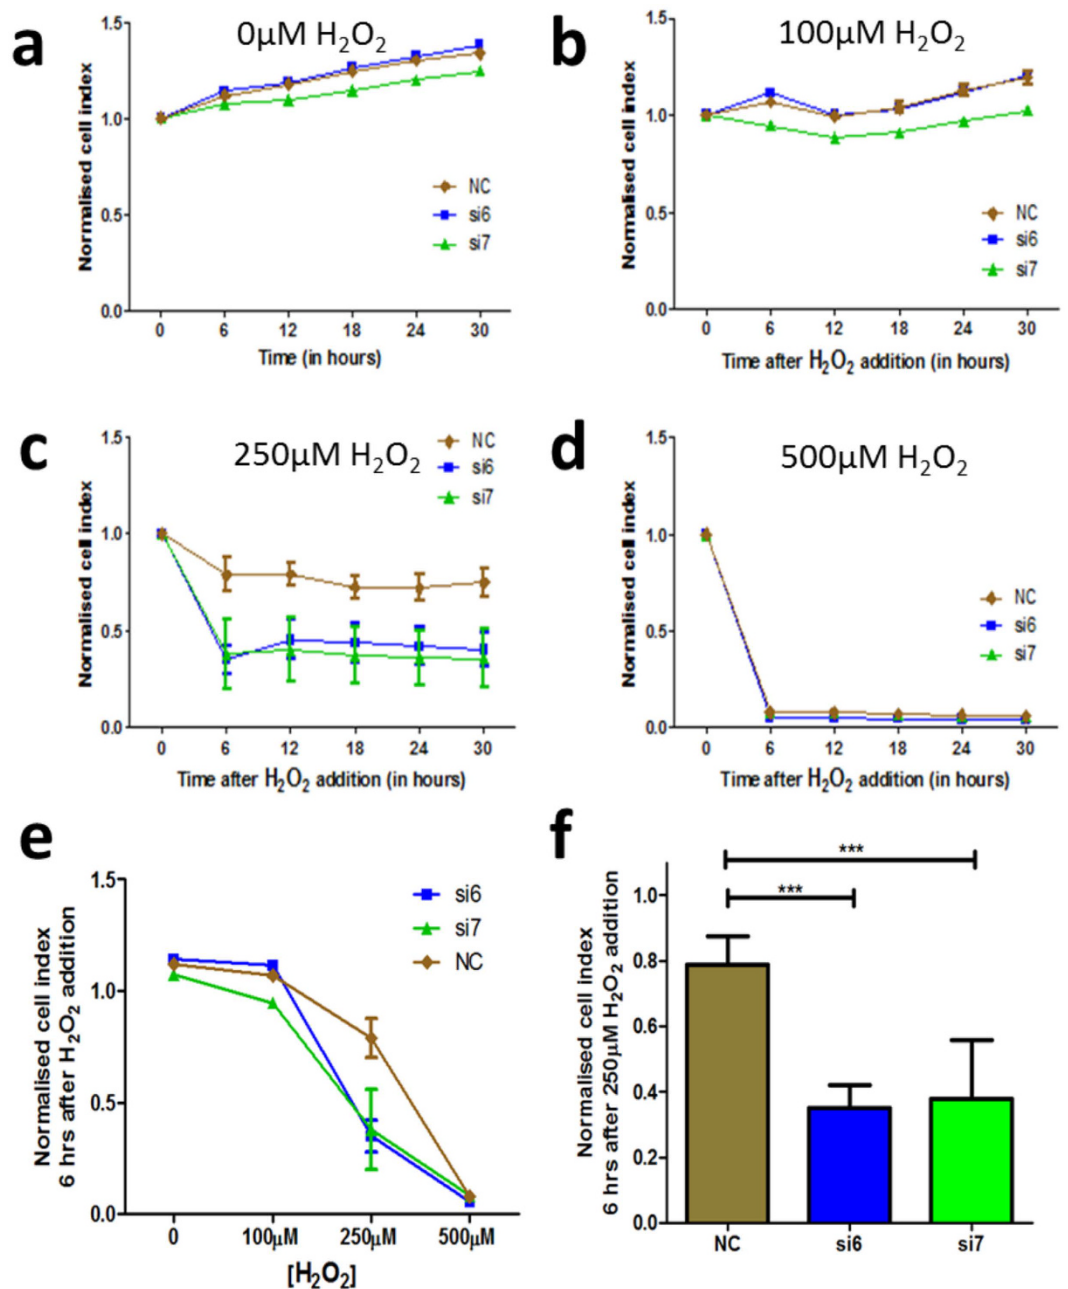 a
0μM H₂O₂
Normalised cell index
1.5
1.0
0.5
0.0
NC
si6
si7
0 6 12 18 24 30
Time (in hours)
b
100μM H₂O₂
Normalised cell index
1.5
1.0
0.5
0.0
NC
si6
si7
0 6 12 18 24 30
Time after H₂O₂ addition (in hours)
c
250μM H₂O₂
Normalised cell index
1.5
1.0
0.5
0.0
NC
si6
si7
0 6 12 18 24 30
Time after H₂O₂ addition (in hours)
d
500μM H₂O₂
Normalised cell index
1.5
1.0
0.5
0.0
NC
si6
si7
0 6 12 18 24 30
Time after H₂O₂ addition (in hours)
e
Normalised cell index
6 hrs after H₂O₂ addition
1.5
1.0
0.5
0.0
si6
si7
NC
0 100μM 250μM 500μM
[H₂O₂]
f
Normalised cell index
6 hrs after 250μM H₂O₂ addition
1.0
0.8
0.6
0.4
0.2
0.0
***
***
NC si6 si7